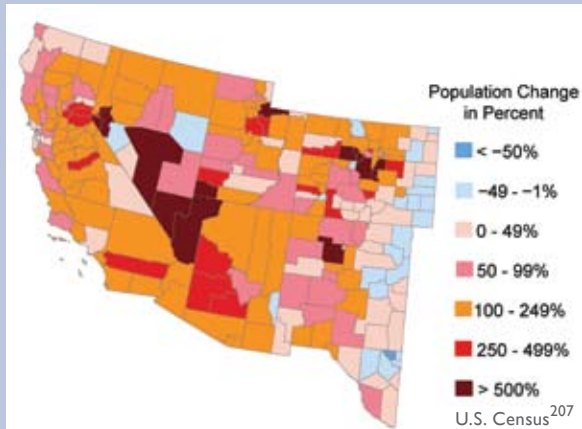 Population Change
in Percent
< −50%
−49 - −1%
0 - 49%
50 - 99%
100 - 249%
250 - 499%
> 500%
U.S. Census207